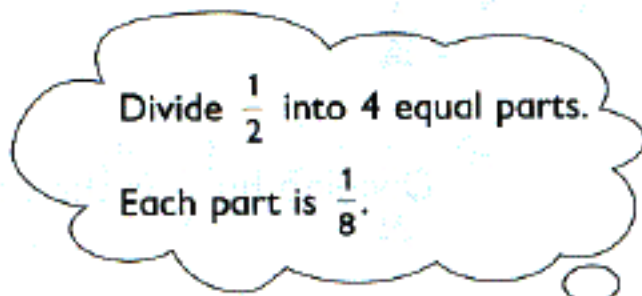 Divide 1/2 into 4 equal parts.
Each part is 1/8.